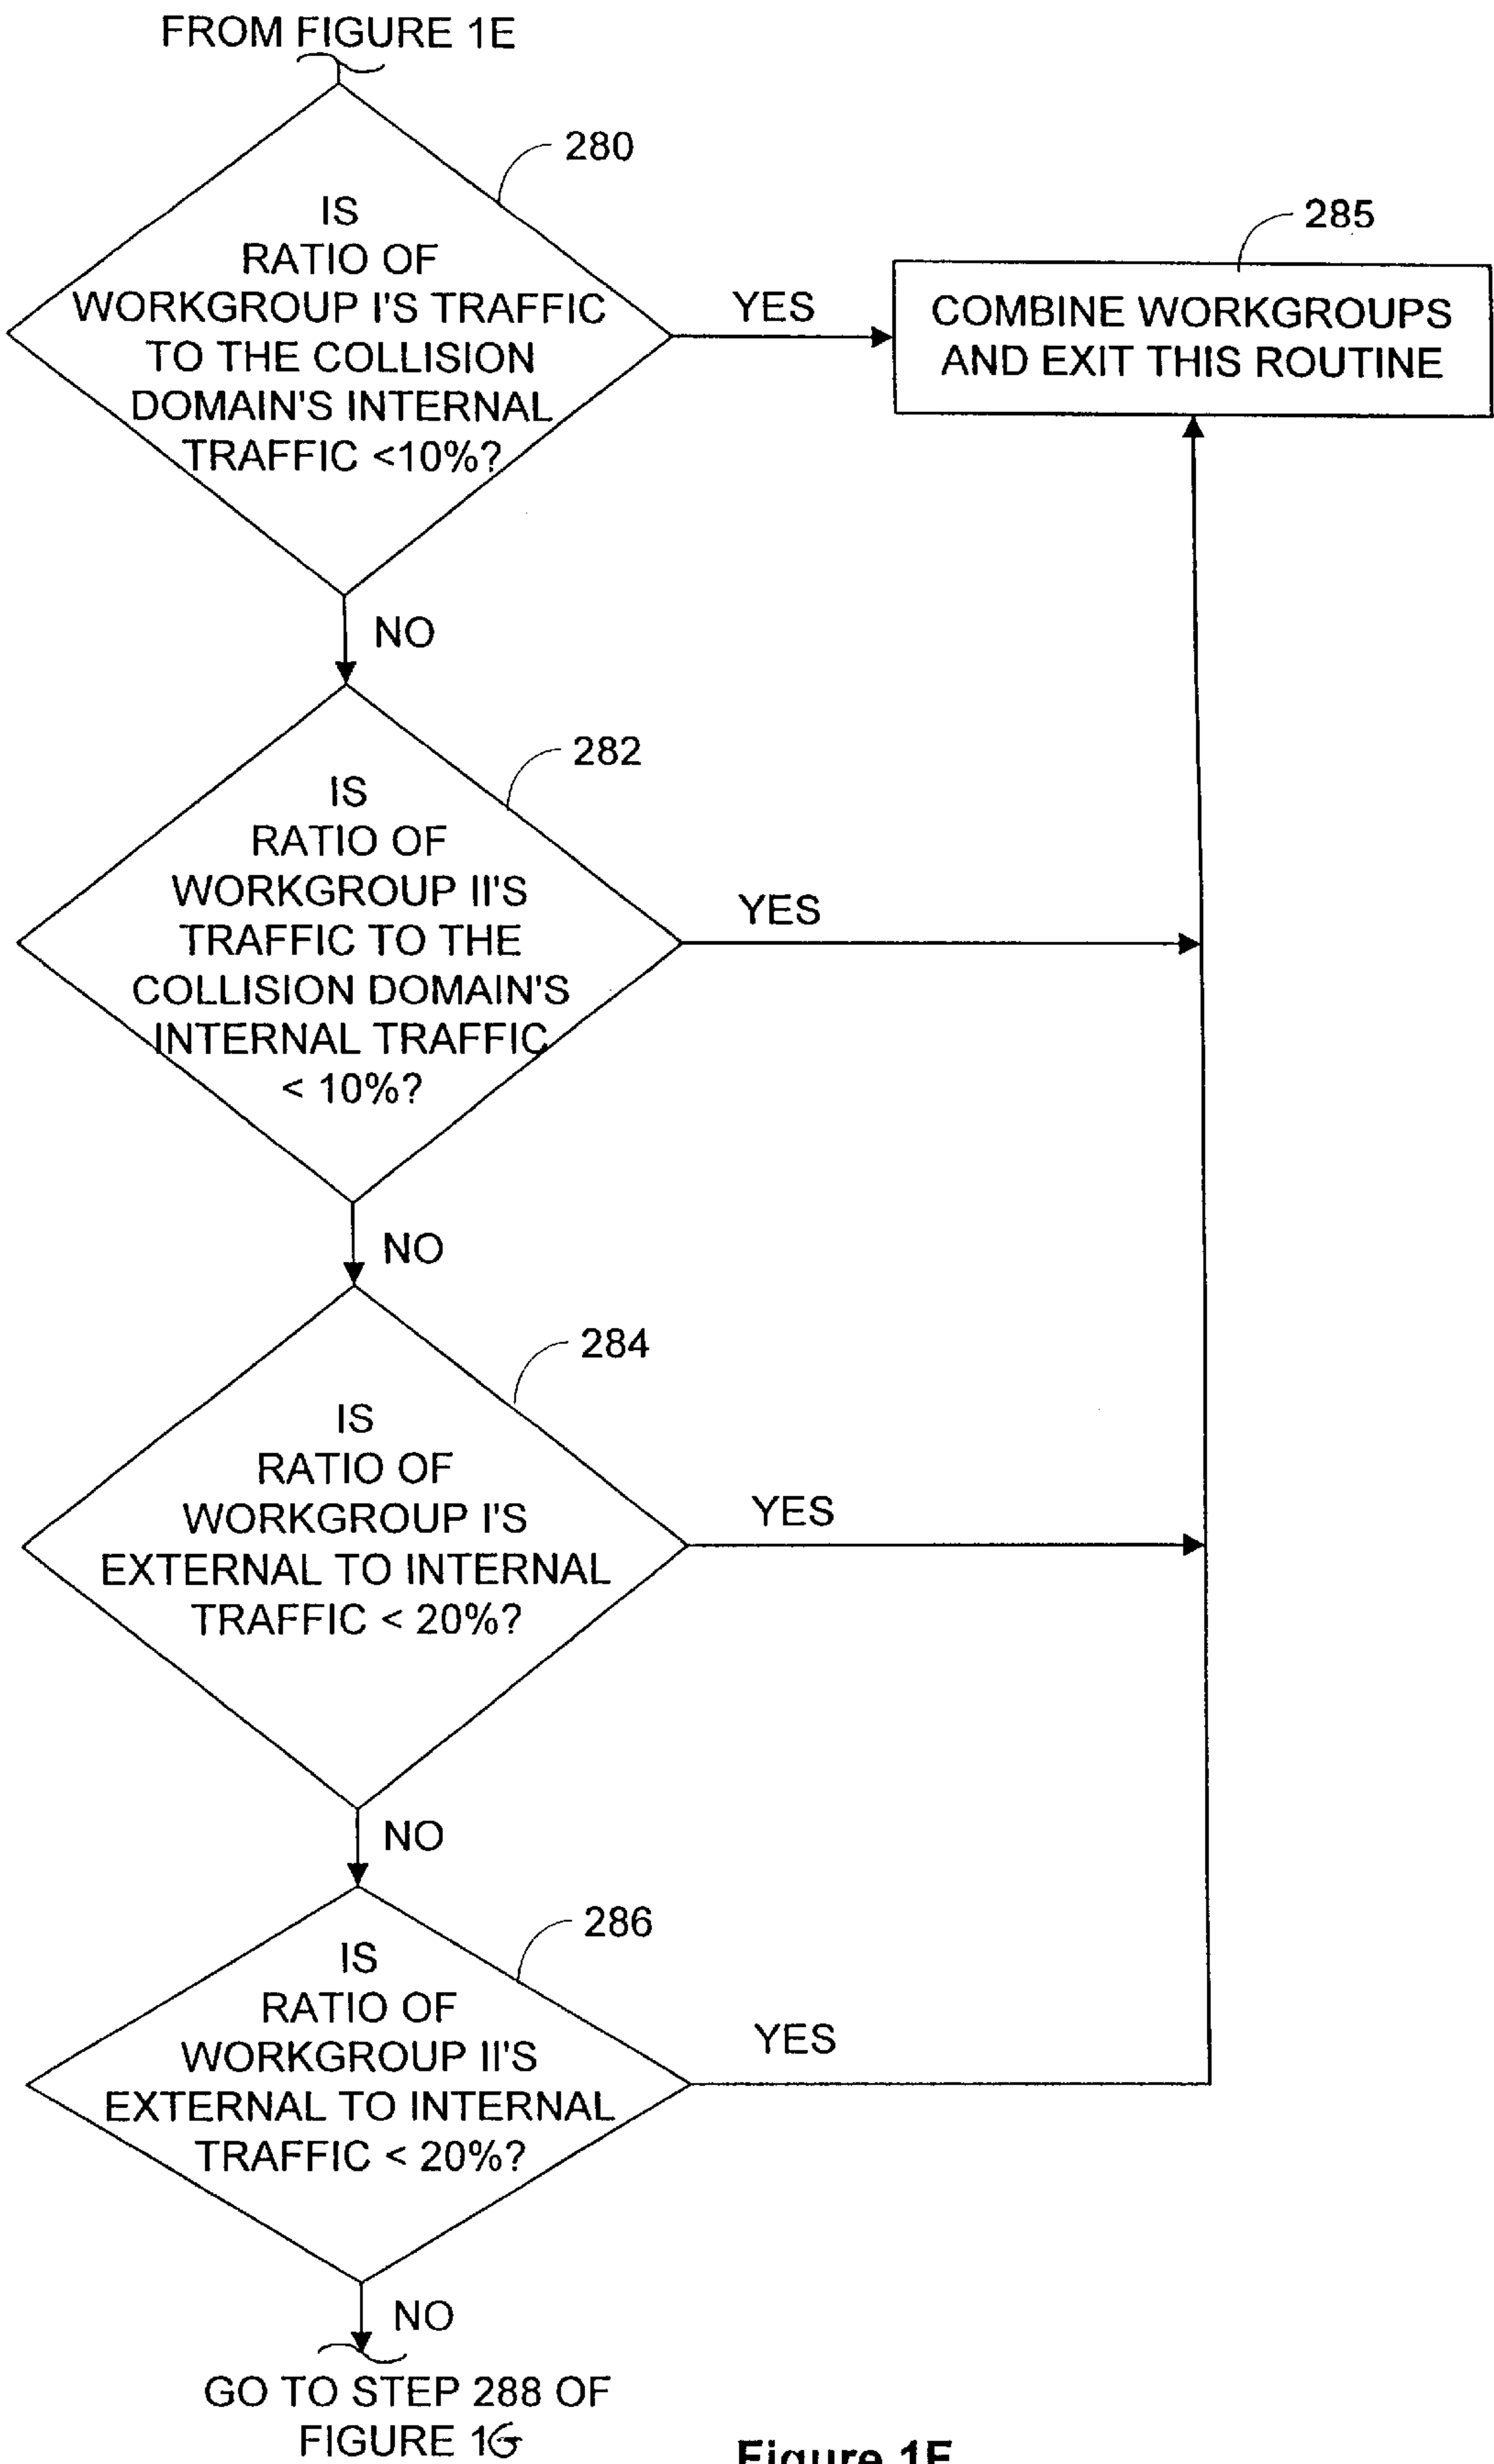 FROM FIGURE 1E
280
IS
RATIO OF
WORKGROUP I'S TRAFFIC
TO THE COLLISION
DOMAIN'S INTERNAL
TRAFFIC <10%?
YES
285
COMBINE WORKGROUPS
AND EXIT THIS ROUTINE
NO
282
IS
RATIO OF
WORKGROUP II'S
TRAFFIC TO THE
COLLISION DOMAIN'S
INTERNAL TRAFFIC
< 10%?
YES
NO
284
IS
RATIO OF
WORKGROUP I'S
EXTERNAL TO INTERNAL
TRAFFIC < 20%?
YES
NO
286
IS
RATIO OF
WORKGROUP II'S
EXTERNAL TO INTERNAL
TRAFFIC < 20%?
YES
NO
GO TO STEP 288 OF
FIGURE 1G
Figure 1F